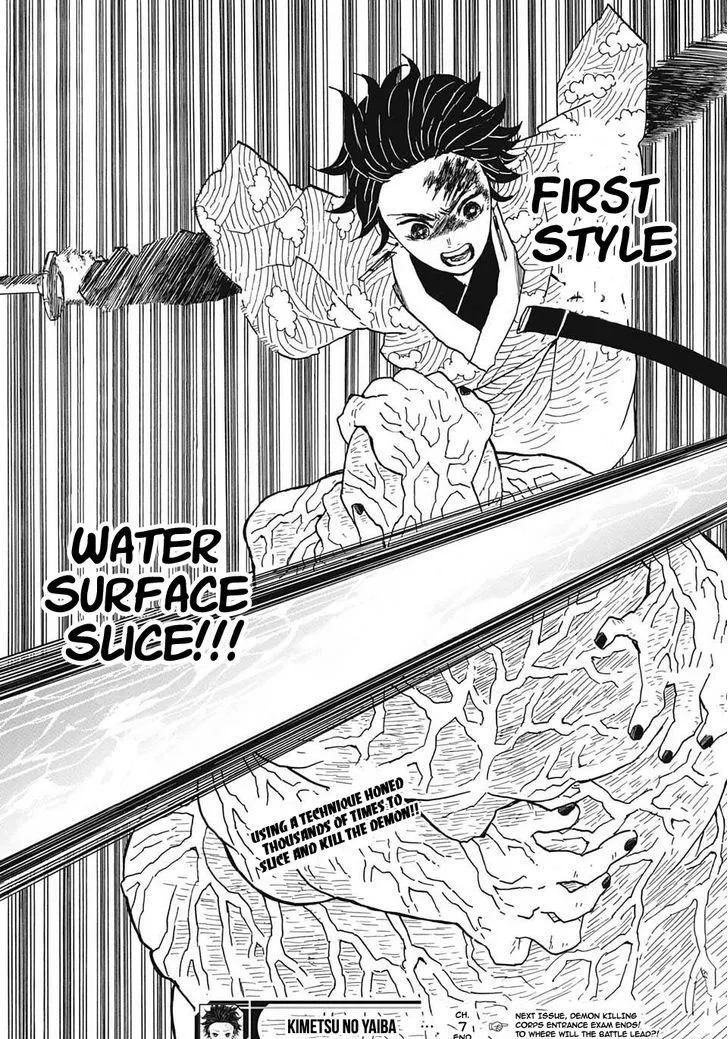 FIRST
STYLE
WATER
SURFACE
SLICE!!!
USING A TECHNIQUE HONED
THOUSANDS OF TIMES TO
SLICE AND KILL THE DEMON!!
KIMETSU NO YAIBA
...
CH.
7
END
NEXT ISSUE, DEMON KILLING
CORPS ENTRANCE EXAM ENDS!
TO WHERE WILL THE BATTLE LEAD?!